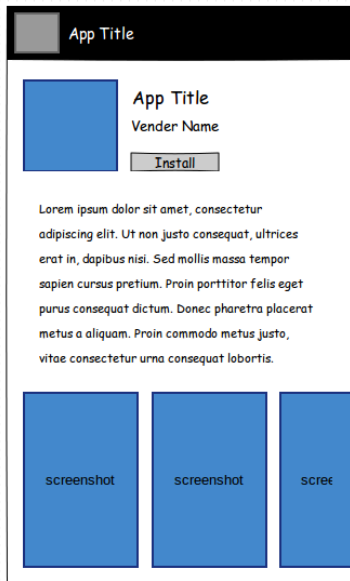 App Title
App Title
Vender Name
Install
Lorem ipsum dolor sit amet, consectetur
adipiscing elit. Ut non justo consequat, ultrices
erat in, dapibus nisi. Sed mollis massa tempor
sapien cursus pretium. Proin porttitor felis eget
purus consequat dictum. Donec pharetra placerat
metus a aliquam. Proin commodo metus justo,
vitae consectetur urna consequat lobortis.
screenshot screenshot scree